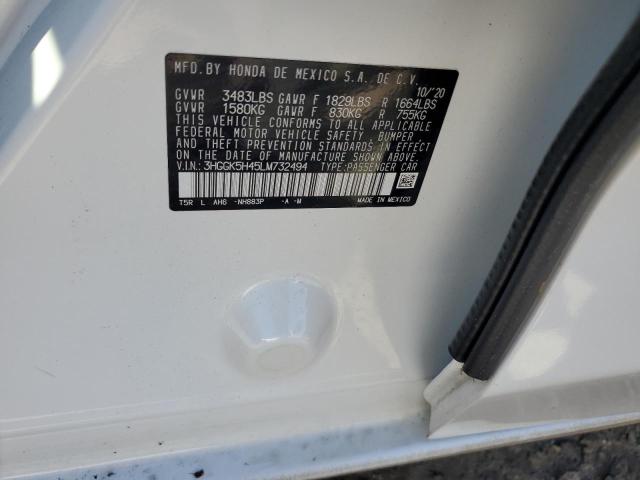 MFD.BY HONDA DE MEXICO S.A. DE C.V.
10/'20
GVWR 3483LBS GAWR F 1829LBS R 1664LBS
GVWR 1580KG GAWR F 830KG R 755KG
THIS VEHICLE CONFORMS TO ALL APPLICABLE
FEDERAL MOTOR VEHICLE SAFETY, BUMPER
AND THEFT PREVENTION STANDARDS IN EFFECT
ON THE DATE OF MANUFACTURE SHOWN ABOVE.
V.I.N.: 3HGGK5H45LM732494 TYPE:PASSENGER CAR
T5R L AH6 -NH883P -A -M MADE IN MEXICO